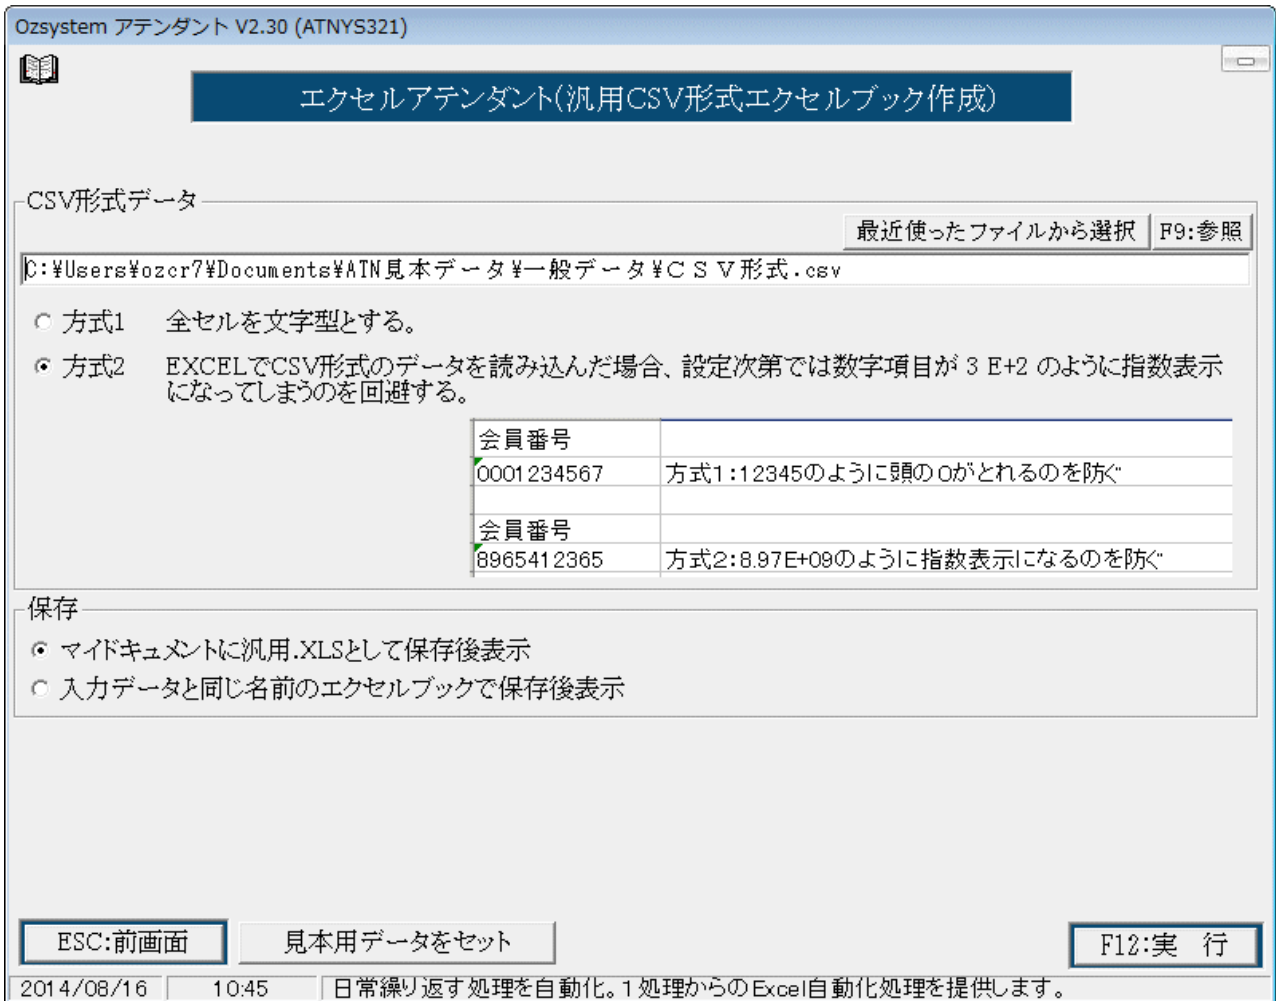 Ozsystem アテンダント V2.30 (ATNYS321)
エクセルアテンダント(汎用CSV形式エクセルブック作成)
CSV形式データ
最近使ったファイルから選択
F9:参照
C:¥Users¥ozcr7¥Documents¥ATN見本データ¥一般データ¥ＣＳＶ形式.csv
方式1 全セルを文字型とする。
方式2 EXCELでCSV形式のデータを読み込んだ場合、設定次第では数字項目が 3 E+2 のように指数表示
になってしまうのを回避する。
会員番号
0001234567 方式1:12345のように頭の0がとれるのを防ぐ
会員番号
8965412365 方式2:8.97E+09のように指数表示になるのを防ぐ
保存
マイドキュメントに汎用.XLSとして保存後表示
入力データと同じ名前のエクセルブックで保存後表示
ESC:前画面
見本用データをセット
F12:実　行
2014/08/16 10:45 日常繰り返す処理を自動化。1処理からのExcel自動化処理を提供します。